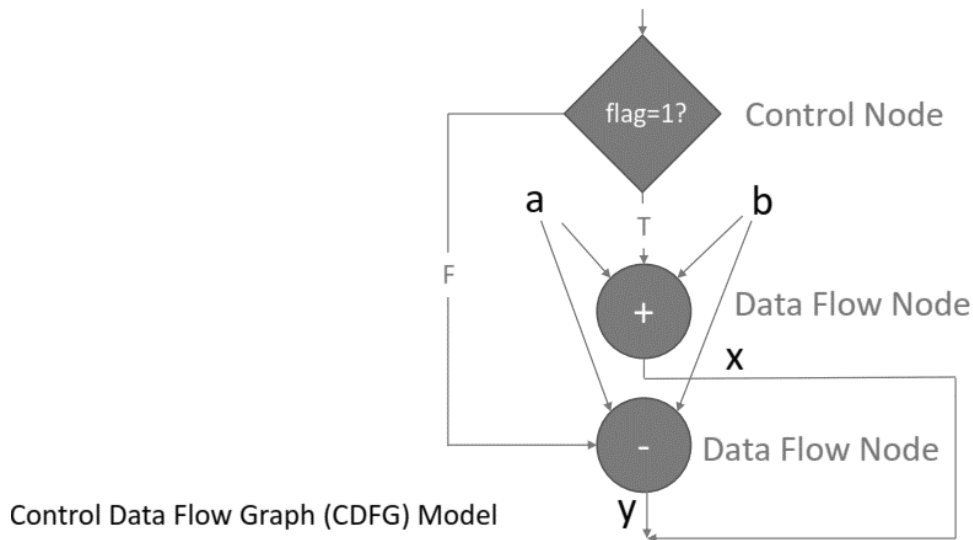 flag=1?
Control Node
a
b
T
F
+
Data Flow Node
x
-
Data Flow Node
y
Control Data Flow Graph (CDFG) Model